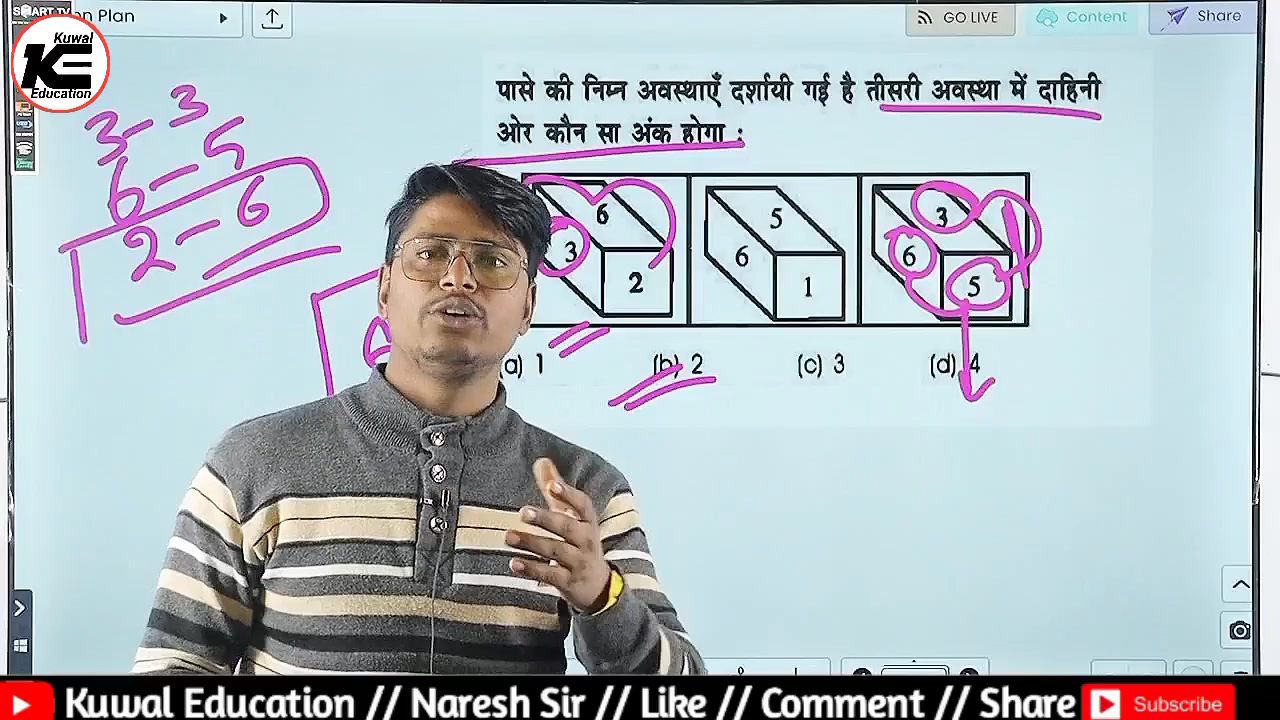 SMART TV
on Plan
GO LIVE
Content
Share
Kuwal
KE
Education
पासे की निम्न अवस्थाएँ दर्शायी गई है तीसरी अवस्था में दाहिनी
ओर कौन सा अंक होगा :
3-3
6-5
2-6
6
3
2
5
6
1
3
6
5
(a) 1 (b) 2 (c) 3 (d) 4
Kuwal Education // Naresh Sir // Like // Comment // Share
Subscribe